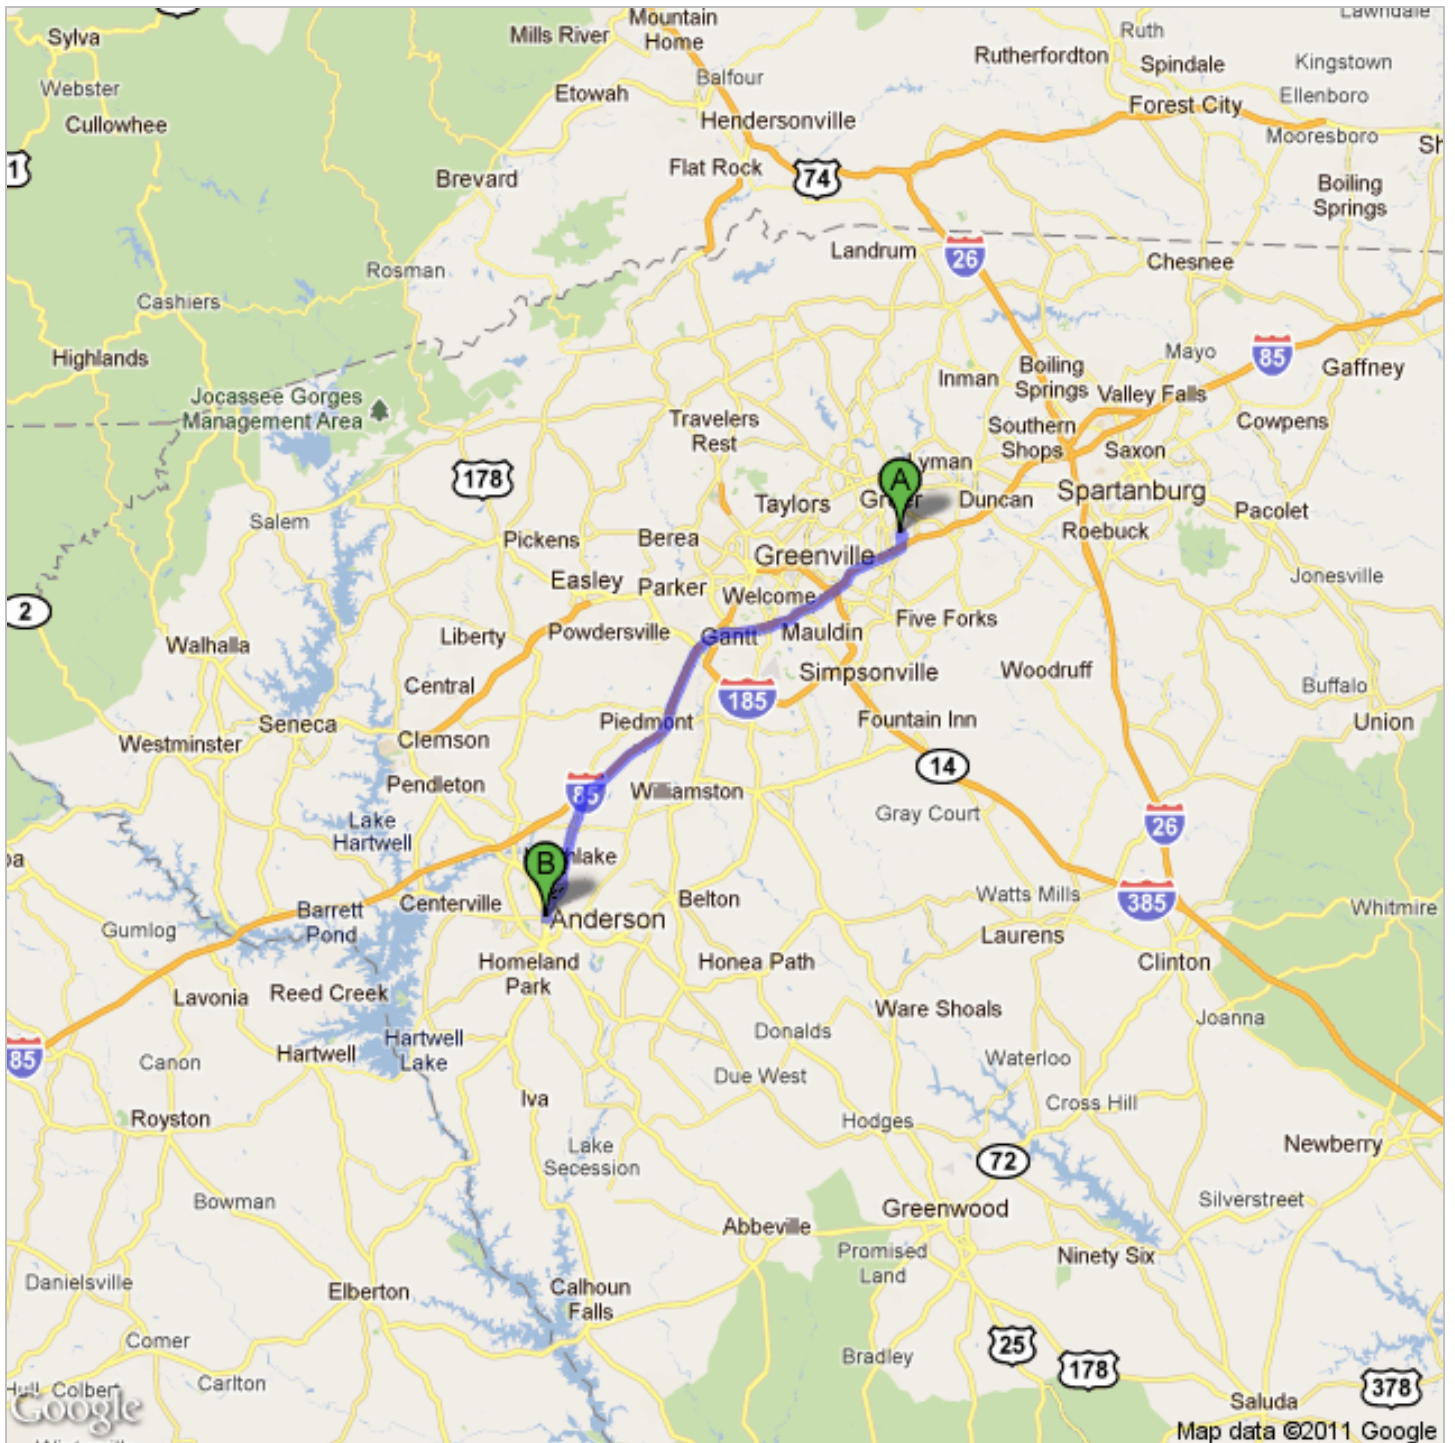 Lawndale
Mountain
Home
Ruth
Sylva
Mills River
Rutherfordton
Spindale
Kingstown
Webster
Balfour
Etowah
Ellenboro
Forest City
Cullowhee
Hendersonville
Mooresboro
Sh
1
Flat Rock
74
Brevard
Boiling
Springs
Landrum
26
Chesnee
Rosman
Cashiers
Highlands
Mayo
85
Gaffney
Boiling
Springs
Inman
Valley Falls
Jocassee Gorges
Management Area
Travelers
Rest
Southern
Shops
Cowpens
Saxon
Lyman
178
A
Taylors
Duncan
Spartanburg
Pacolet
Salem
Roebuck
Pickens
Berea
Greenville
Easley
Parker
Jonesville
Welcome
2
Five Forks
Liberty
Powdersville
Gantt
Mauldin
Walhalla
Simpsonville
Woodruff
Central
185
Buffalo
Seneca
Piedmont
Fountain Inn
Union
Westminster
Clemson
14
Pendleton
85
Williamston
Gray Court
Lake
Hartwell
26
B
Watts Mills
Belton
385
Centerville
Barrett
Pond
Whitmire
Anderson
Gumlog
Laurens
Homeland
Park
Honea Path
Clinton
Lavonia
Reed Creek
Ware Shoals
Joanna
Donalds
Hartwell
Lake
85
Hartwell
Canon
Waterloo
Due West
Iva
Cross Hill
Royston
Hodges
Lake
Secession
Newberry
72
Bowman
Silverstreet
Greenwood
Abbeville
Promised
Land
Ninety Six
Danielsville
Elberton
Calhoun
Falls
Comer
25
Bradley
178
Carlton
Hull
Colbert
378
Saluda
Google
Map data ©2011 Google